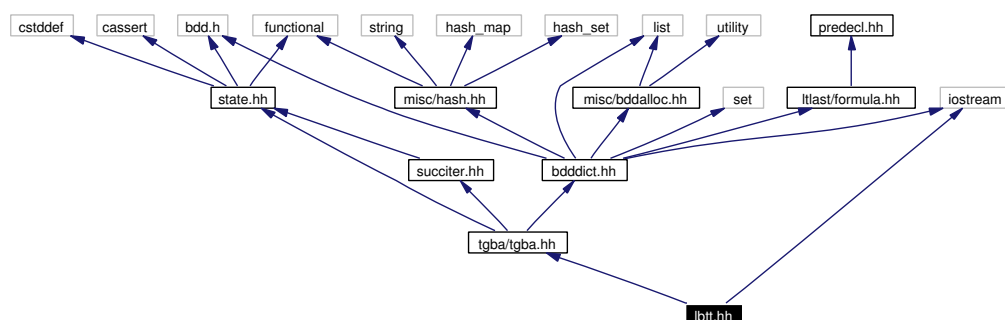 cstddef cassert bdd.h functional string hash_map hash_set list utility predecl.hh
state.hh misc/hash.hh misc/bddalloc.hh set ltlast/formula.hh iostream
succiter.hh bdddict.hh
tgba/tgba.hh
lbtt.hh